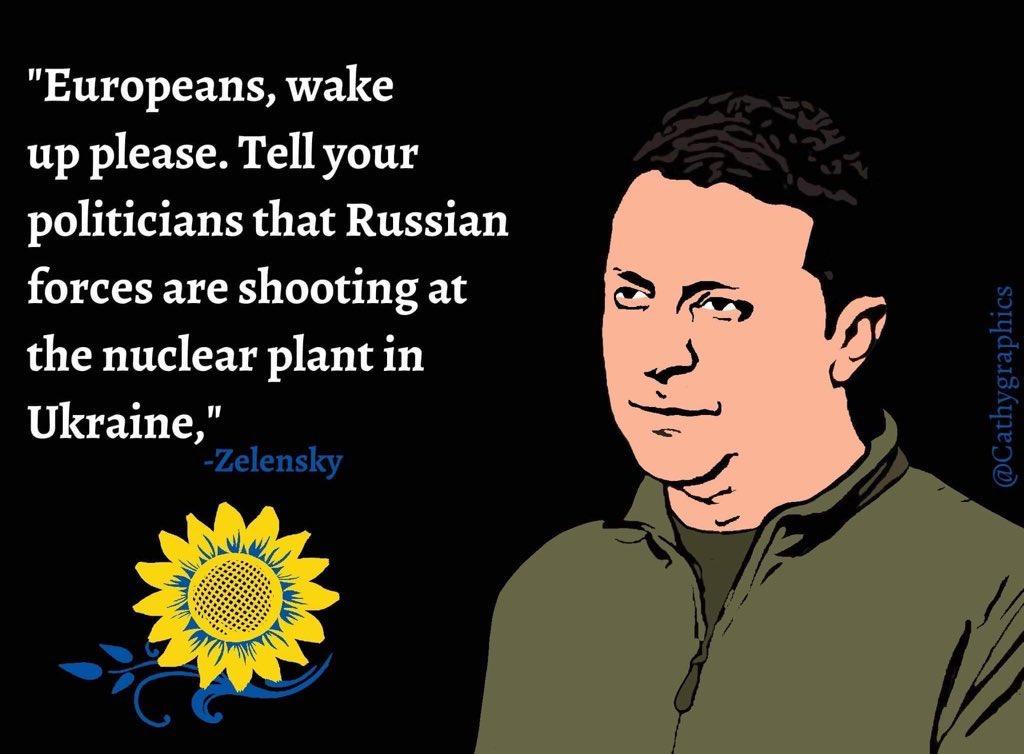 "Europeans, wake
up please. Tell your
politicians that Russian
forces are shooting at
the nuclear plant in
Ukraine,"
-Zelensky
@Cathygraphics